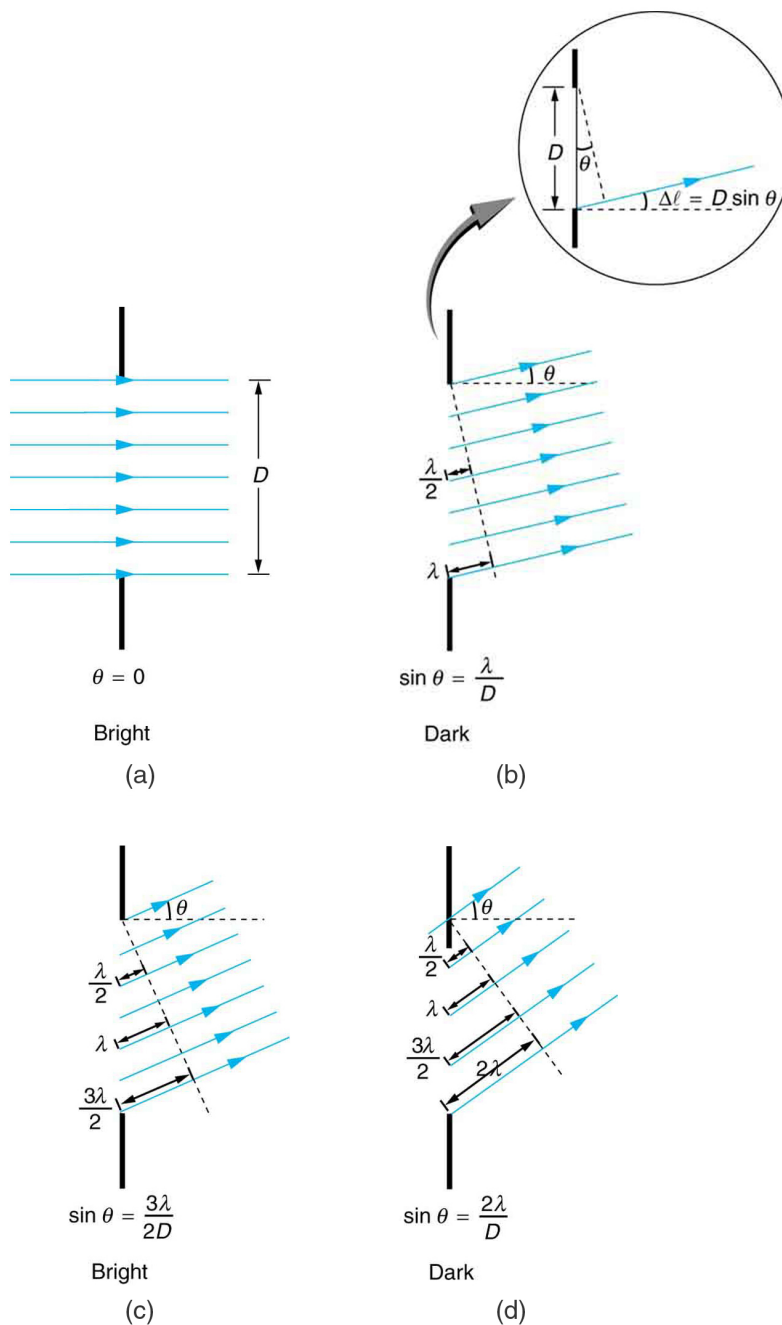 D
θ
Δℓ = D sin θ
D
θ = 0
Bright
(a)
θ
λ/2
λ
sin θ = λ/D
Dark
(b)
θ
λ/2
λ
3λ/2
sin θ = 3λ/2D
Bright
(c)
θ
λ/2
λ
3λ/2
2λ
sin θ = 2λ/D
Dark
(d)